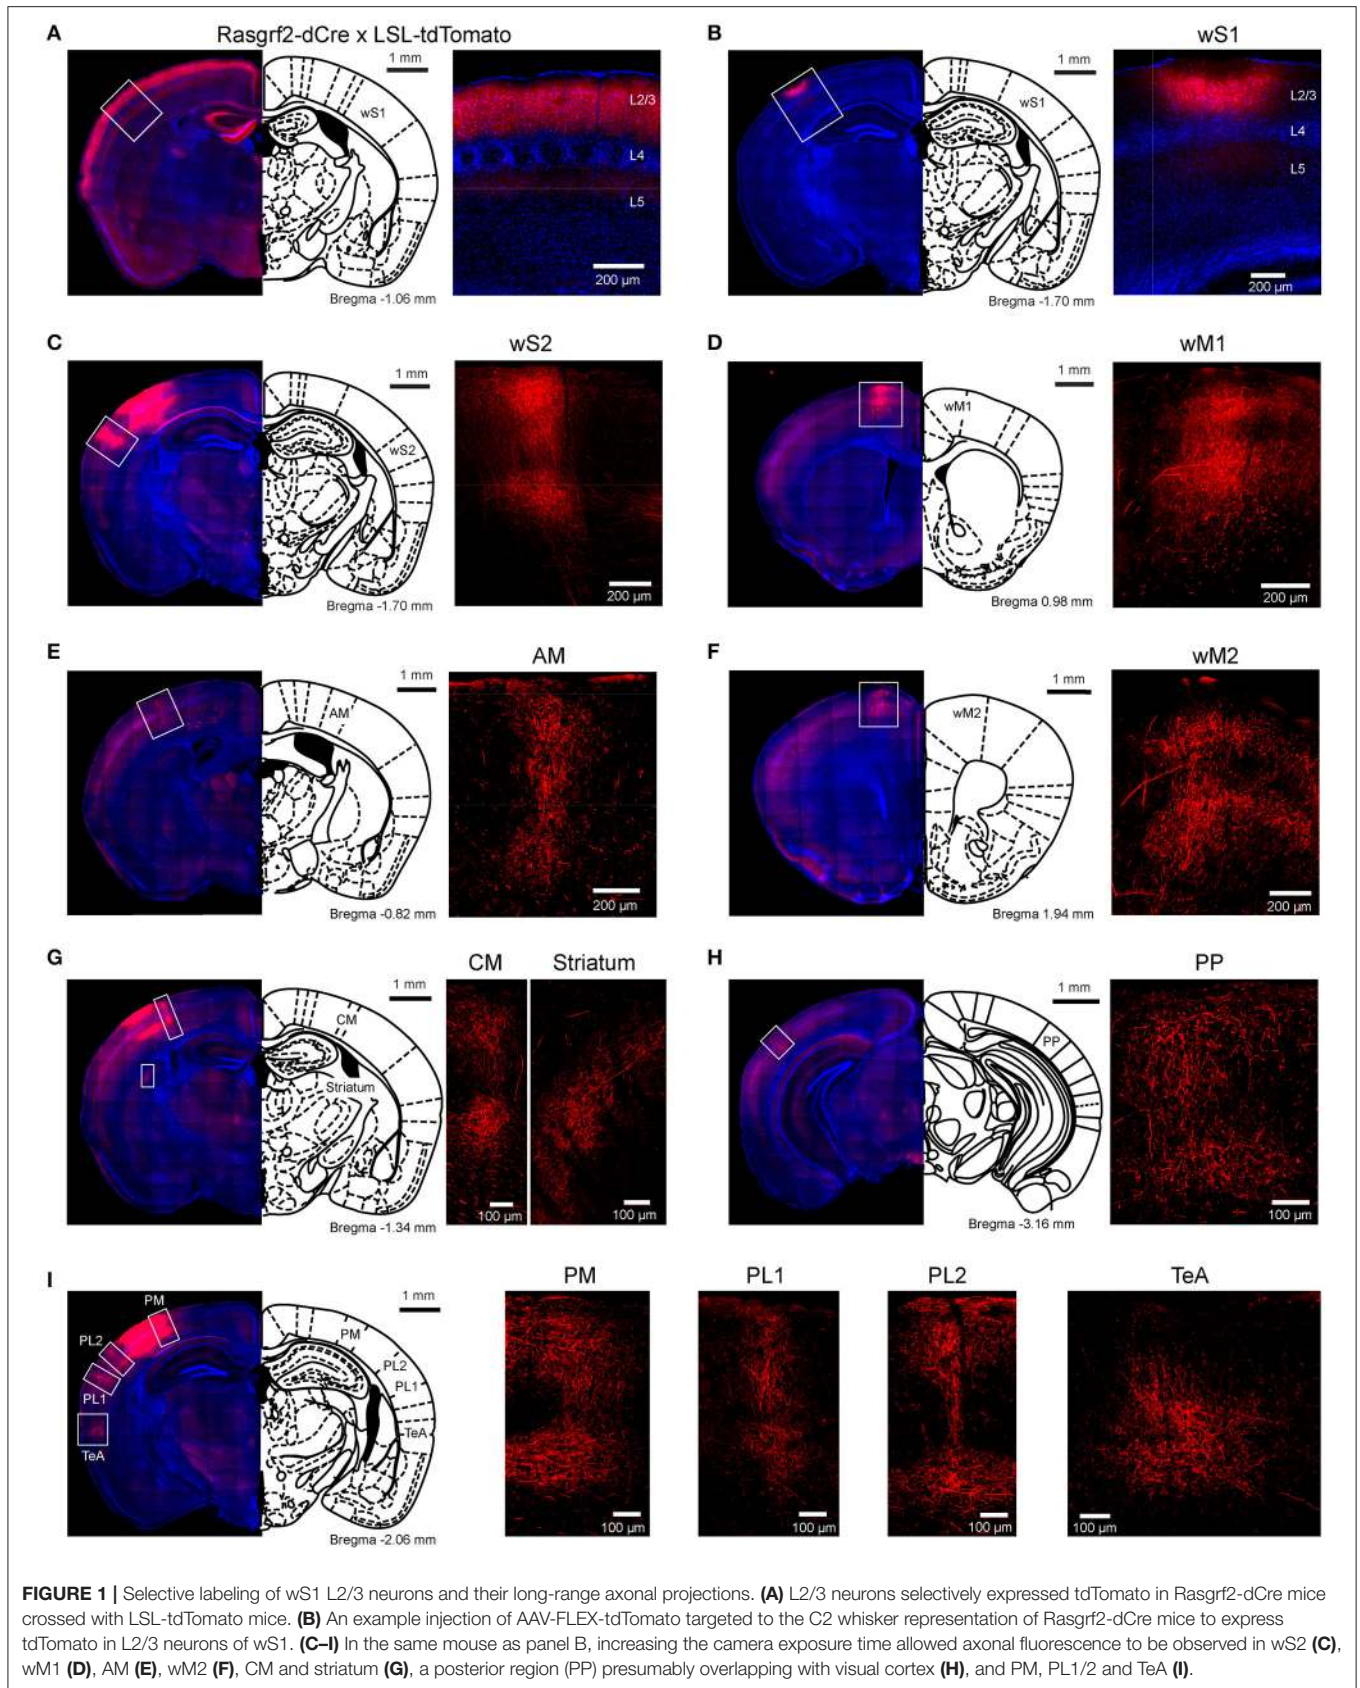 A
Rasgrf2-dCre x LSL-tdTomato
1 mm
wS1
L2/3
L4
L5
200 µm
Bregma -1.06 mm
B
wS1
1 mm
wS1
L2/3
L4
L5
200 µm
Bregma -1.70 mm
C
wS2
1 mm
wS2
200 µm
Bregma -1.70 mm
D
wM1
1 mm
wM1
200 µm
Bregma 0.98 mm
E
AM
1 mm
AM
200 µm
Bregma -0.82 mm
F
wM2
1 mm
wM2
200 µm
Bregma 1.94 mm
G
CM
Striatum
1 mm
CM
Striatum
100 µm
100 µm
Bregma -1.34 mm
H
PP
1 mm
PP
100 µm
Bregma -3.16 mm
I
PM
PL1
PL2
TeA
PM
1 mm
PL2
PM
PL2
PL1
PL1
TeA
TeA
100 µm
100 µm
100 µm
100 µm
Bregma -2.06 mm
FIGURE 1 | Selective labeling of wS1 L2/3 neurons and their long-range axonal projections. (A) L2/3 neurons selectively expressed tdTomato in Rasgrf2-dCre mice
crossed with LSL-tdTomato mice. (B) An example injection of AAV-FLEX-tdTomato targeted to the C2 whisker representation of Rasgrf2-dCre mice to express
tdTomato in L2/3 neurons of wS1. (C–I) In the same mouse as panel B, increasing the camera exposure time allowed axonal fluorescence to be observed in wS2 (C),
wM1 (D), AM (E), wM2 (F), CM and striatum (G), a posterior region (PP) presumably overlapping with visual cortex (H), and PM, PL1/2 and TeA (I).